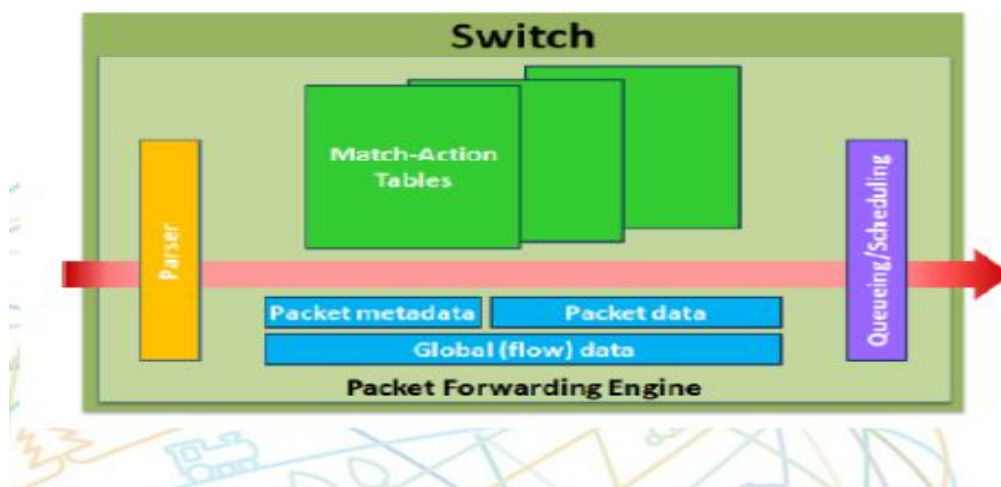 Switch
Match-Action
Tables
Parser
Queueing/Scheduling
Packet metadata
Packet data
Global (flow) data
Packet Forwarding Engine